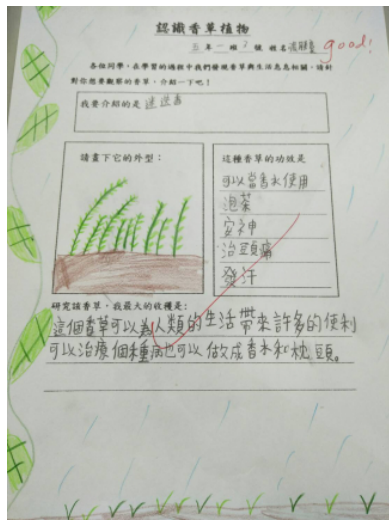 認識香草植物
五年一班2號 姓名 good!
各位同學，在學習的過程中我們發現香草與生活息息相關，請針
對你想要觀察的香草，介紹一下吧！
我要介紹的是 迷迭香
請畫下它的外型：
這種香草的功效是
可以當香水使用
泡茶
安神
治頭痛
發汗
研究該香草，我最大的收穫是：
這個香草可以為人類的生活帶來許多的便利
可以治療個種病也可以做成香水和枕頭。